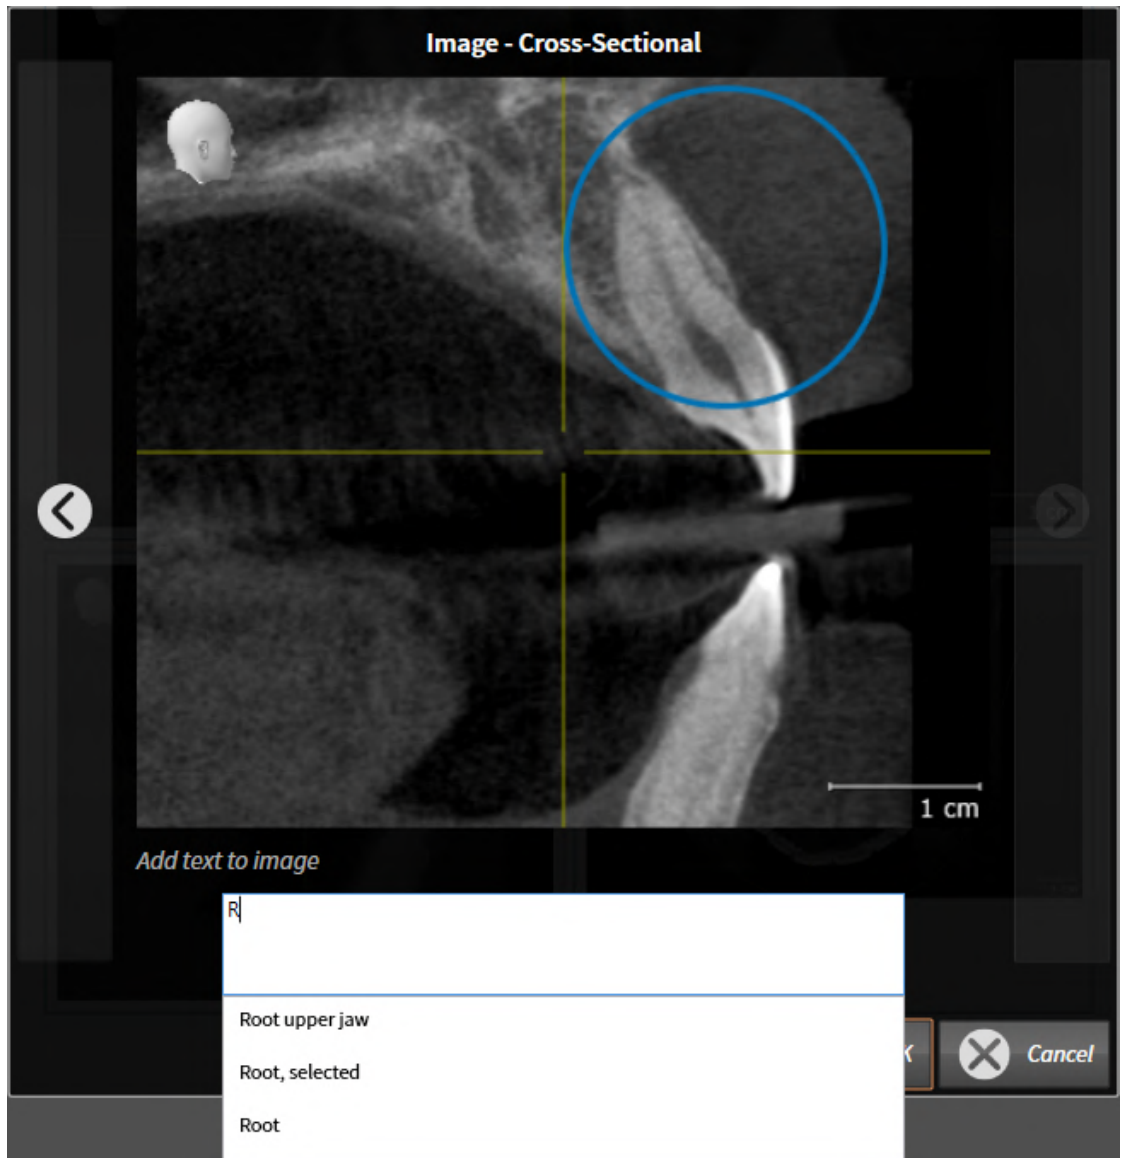 Image - Cross-Sectional
1 cm
Add text to image
R
Root upper jaw
Root, selected
Root
K
Cancel